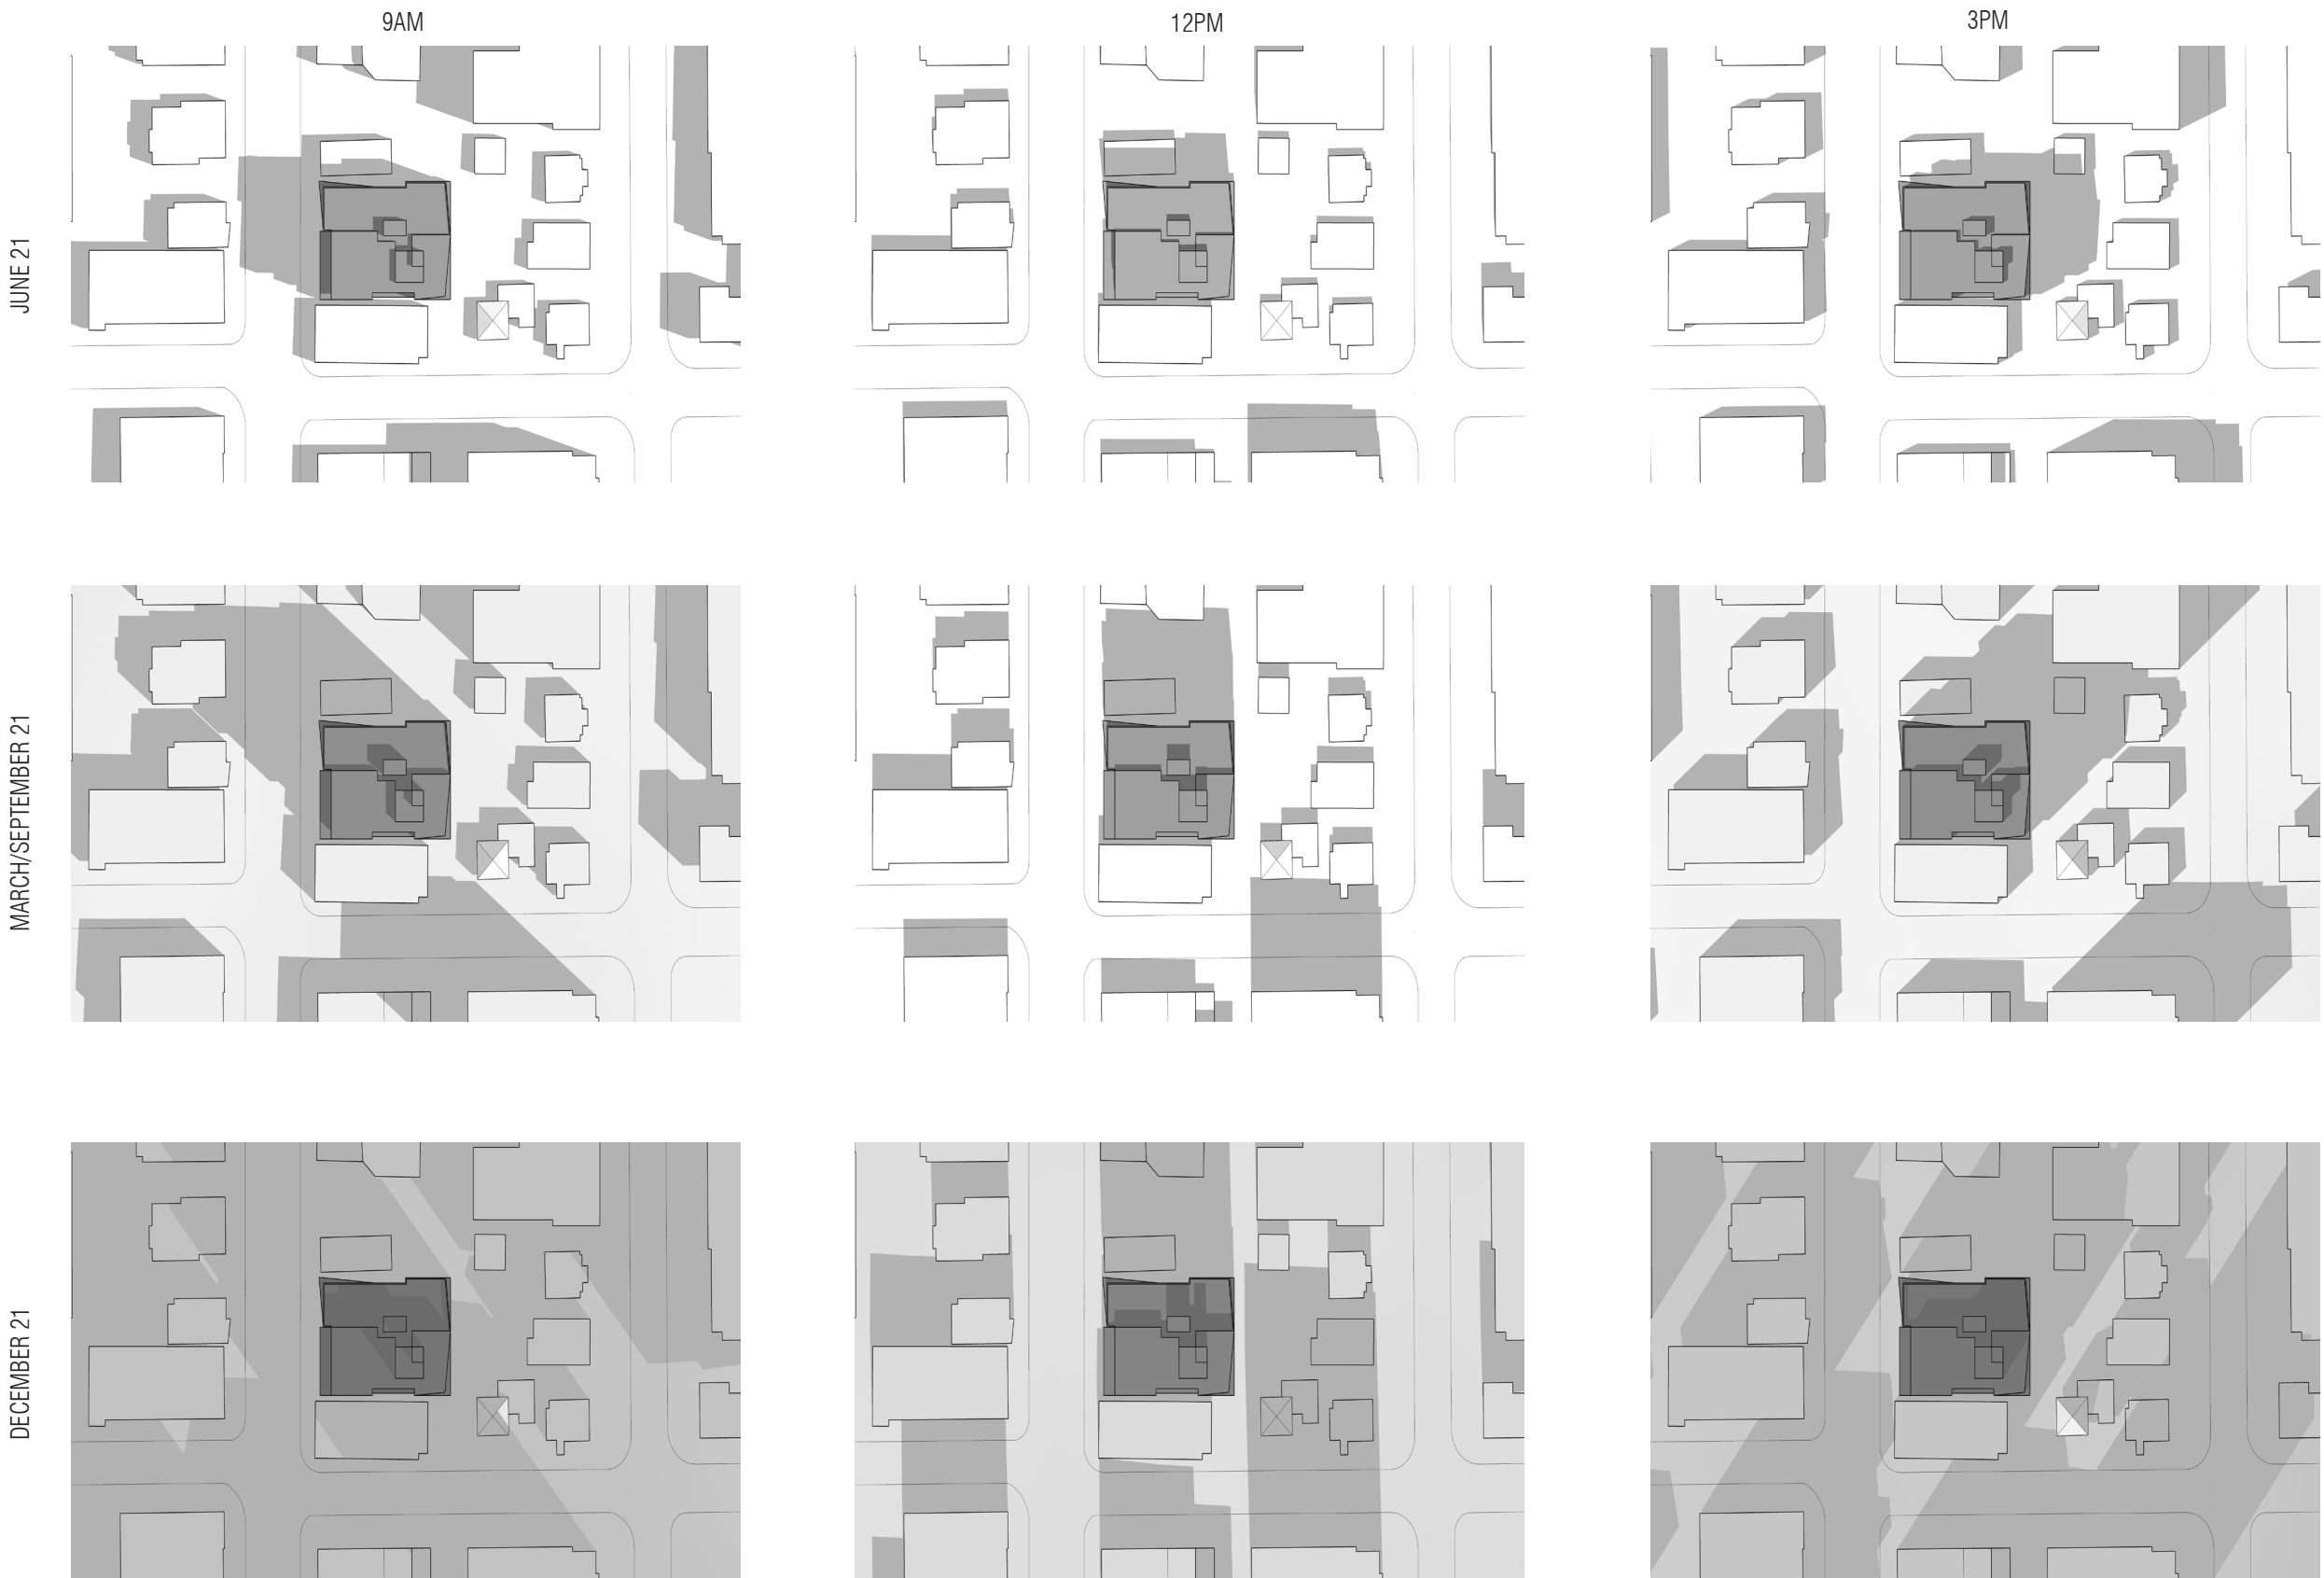 9AM
12PM
3PM
JUNE 21
MARCH/SEPTEMBER 21
DECEMBER 21